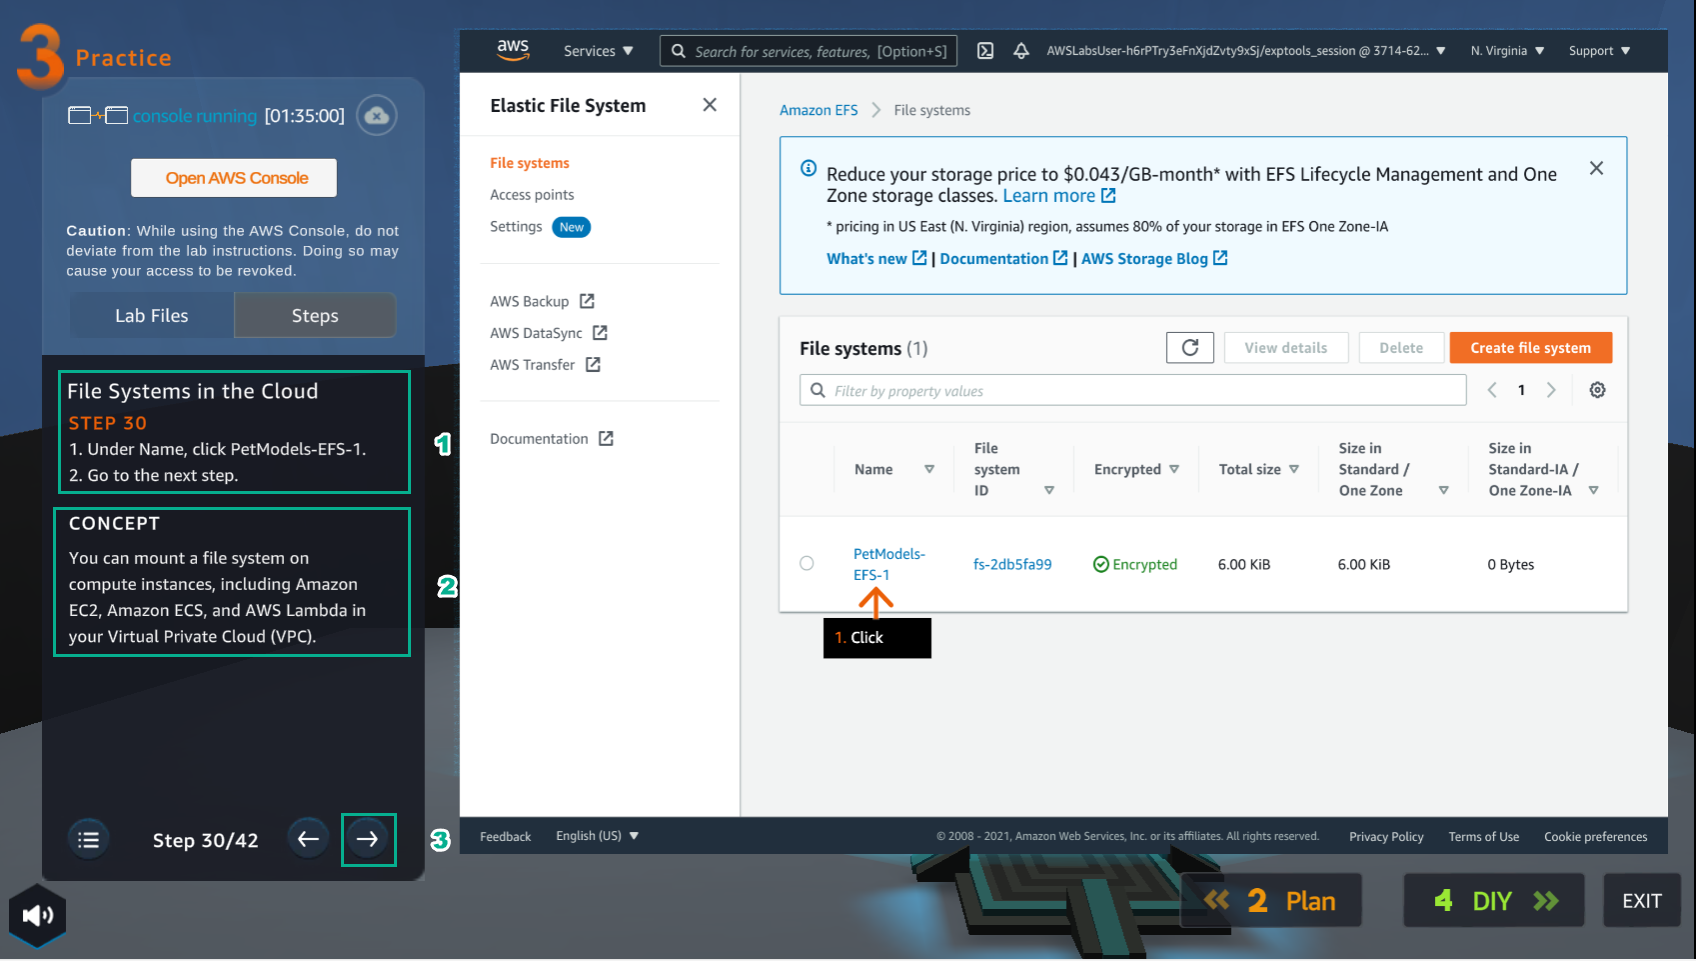 3 Practice
console running [01:35:00]
Open AWS Console
Caution: While using the AWS Console, do not
deviate from the lab instructions. Doing so may
cause your access to be revoked.
Lab Files
Steps
File Systems in the Cloud
STEP 30
1. Under Name, click PetModels-EFS-1.
2. Go to the next step.
1
CONCEPT
You can mount a file system on
compute instances, including Amazon
EC2, Amazon ECS, and AWS Lambda in
your Virtual Private Cloud (VPC).
2
Step 30/42
3
aws
Services
Search for services, features, [Option+S]
AWSLabsUser-h6rPTry3eFnXjdZvty9xSj/exptools_session @ 3714-62...
N. Virginia
Support
Elastic File System
File systems
Access points
Settings New
AWS Backup
AWS DataSync
AWS Transfer
Documentation
Amazon EFS > File systems
Reduce your storage price to $0.043/GB-month* with EFS Lifecycle Management and One
Zone storage classes. Learn more
* pricing in US East (N. Virginia) region, assumes 80% of your storage in EFS One Zone-IA
What's new | Documentation | AWS Storage Blog
File systems (1)
View details
Delete
Create file system
Filter by property values
1
Name
File
system
ID
Encrypted
Total size
Size in
Standard /
One Zone
Size in
Standard-IA /
One Zone-IA
PetModels-
EFS-1
fs-2db5fa99
Encrypted
6.00 KiB
6.00 KiB
0 Bytes
1. Click
Feedback
English (US)
© 2008 - 2021, Amazon Web Services, Inc. or its affiliates. All rights reserved.
Privacy Policy
Terms of Use
Cookie preferences
2 Plan
4 DIY
EXIT